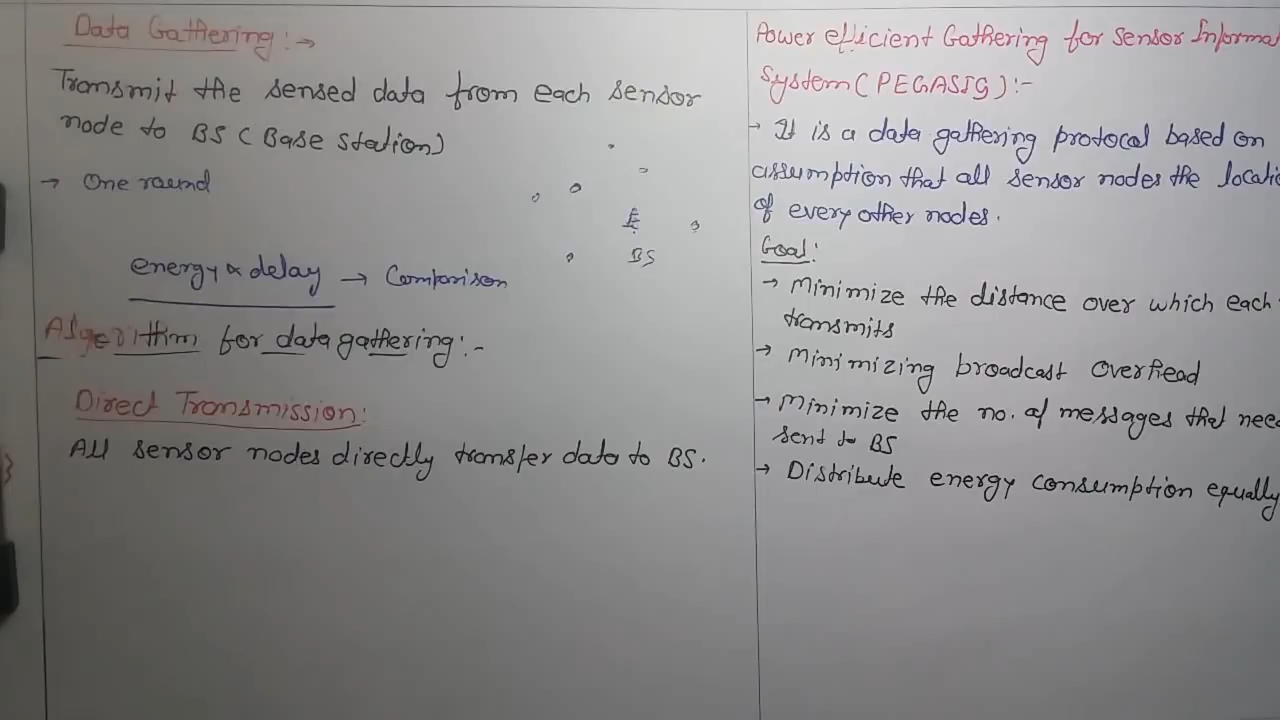 Data Gathering:→
Transmit the sensed data from each sensor
node to BS (Base station)
→ One round
BS
energy & delay → Comparison
Algorithm for data gathering:-
Direct Transmission:
All sensor nodes directly transfer data to BS.
Power efficient Gathering for Sensor Informat
System (PEGASIG):-
→ It is a data gathering protocal based on
assumption that all sensor nodes the locatio
of every other nodes.
Goal:
→ Minimize the distance over which each
transmits
→ Minimizing broadcast overhead
→ Minimize the no. of messages that need
sent to BS
→ Distribute energy consumption equally